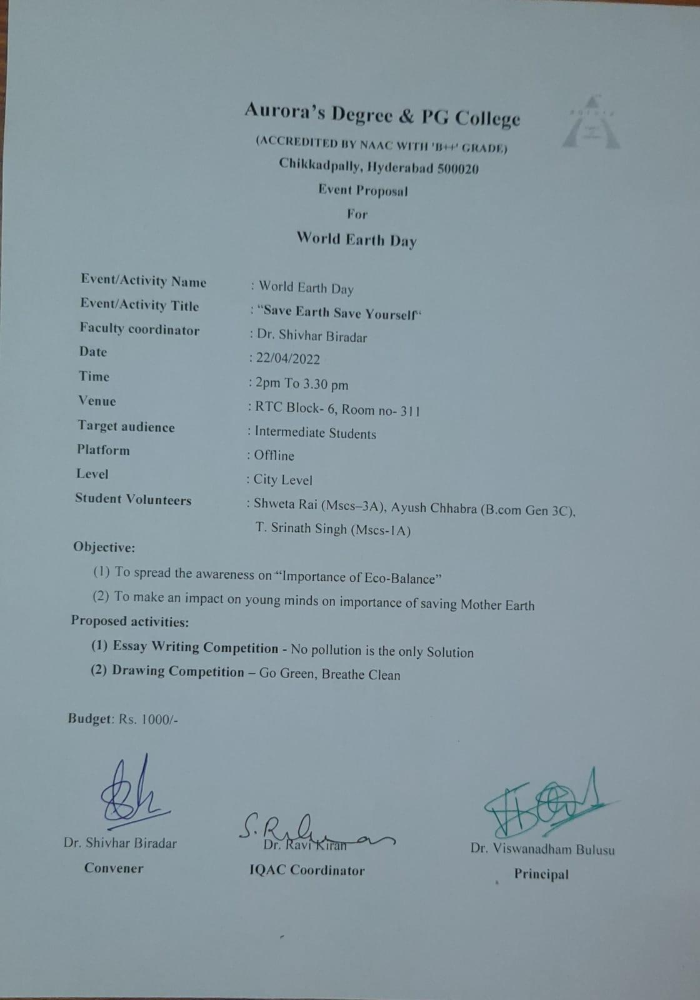 Aurora's Degree & PG College
(ACCREDITED BY NAAC WITH 'B++' GRADE)
Chikkadpally, Hyderabad 500020
Event Proposal
For
World Earth Day
Event/Activity Name : World Earth Day
Event/Activity Title : “Save Earth Save Yourself“
Faculty coordinator : Dr. Shivhar Biradar
Date : 22/04/2022
Time : 2pm To 3.30 pm
Venue : RTC Block- 6, Room no- 311
Target audience : Intermediate Students
Platform : Offline
Level : City Level
Student Volunteers : Shweta Rai (Mscs–3A), Ayush Chhabra (B.com Gen 3C),
T. Srinath Singh (Mscs-1A)
Objective:
(1) To spread the awareness on “Importance of Eco-Balance”
(2) To make an impact on young minds on importance of saving Mother Earth
Proposed activities:
(1) Essay Writing Competition - No pollution is the only Solution
(2) Drawing Competition – Go Green, Breathe Clean
Budget: Rs. 1000/-
Dr. Shivhar Biradar Dr. Ravi Kiran Dr. Viswanadham Bulusu
Convener IQAC Coordinator Principal